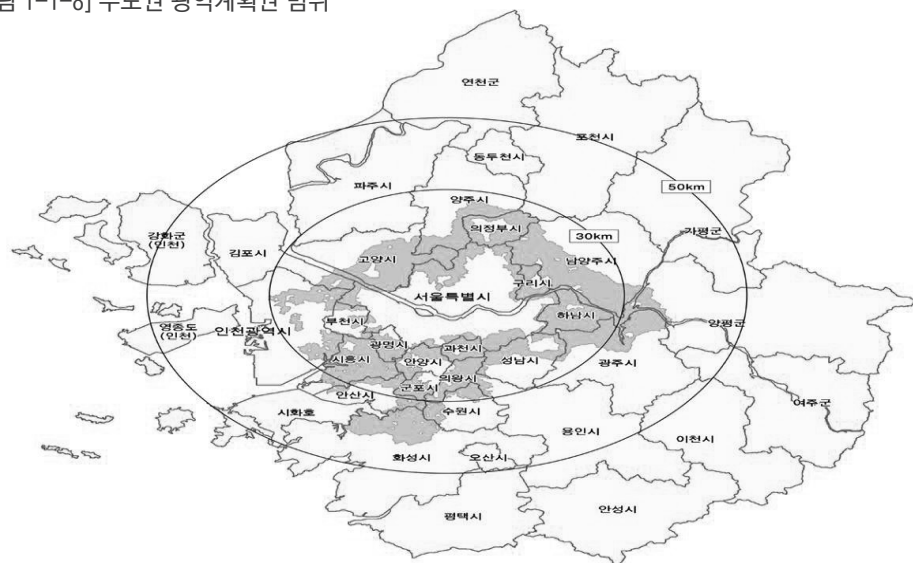 1-1-8] 수도권 광역계획권 범위
연천군
포천시
동두천시
파주시
50km
양주시
강화군
(인천)
의정부시
30km
가평군
김포시
고양시
남양주시
구리시
서울특별시
하남시
부천시
영종도
(인천)
인천광역시
양평군
광명시
과천시
시흥시
안양시
성남시
광주시
의왕시
군포시
안산시
여주군
시화호
수원시
용인시
이천시
화성시
오산시
평택시
안성시